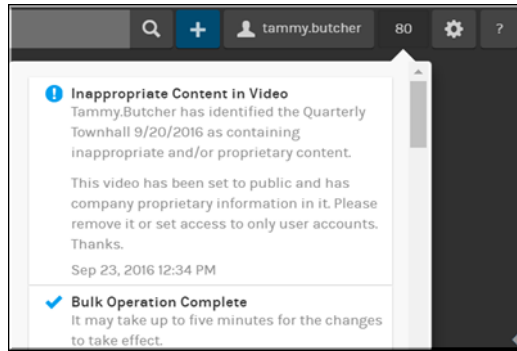 tammy.butcher 80 ?
Inappropriate Content in Video
Tammy.Butcher has identified the Quarterly
Townhall 9/20/2016 as containing
inappropriate and/or proprietary content.
This video has been set to public and has
company proprietary information in it. Please
remove it or set access to only user accounts.
Thanks.
Sep 23, 2016 12:34 PM
Bulk Operation Complete
It may take up to five minutes for the changes
to take effect.